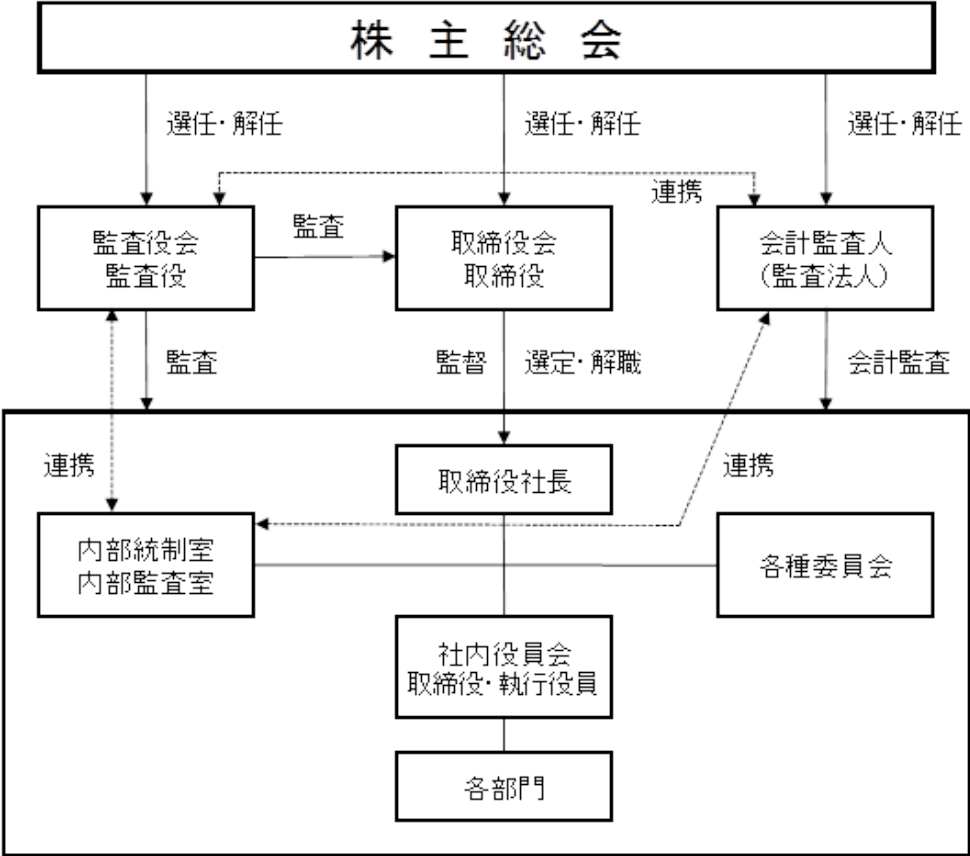 株主総会
選任・解任
選任・解任
選任・解任
連携
監査役会
監査役
監査
取締役会
取締役
会計監査人
(監査法人)
監査
監督
選定・解職
会計監査
連携
取締役社長
連携
内部統制室
内部監査室
各種委員会
社内役員会
取締役・執行役員
各部門